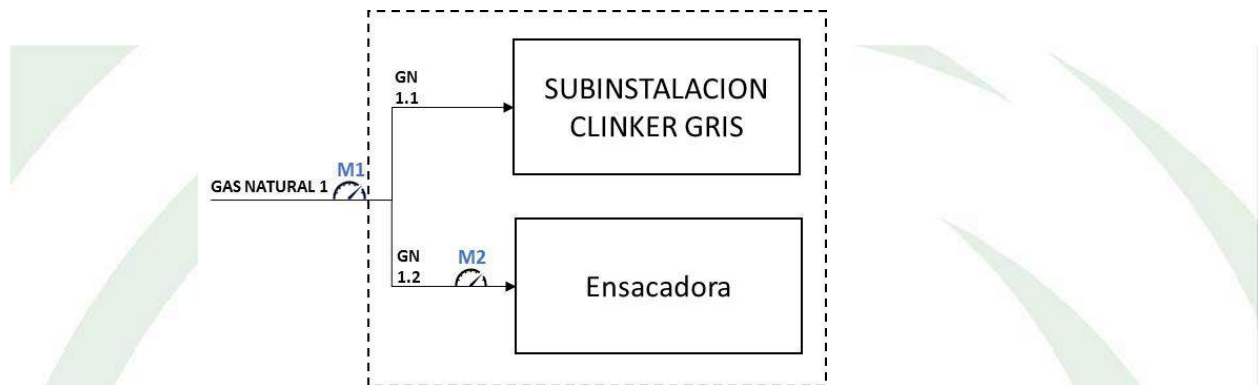 GN
1.1
SUBINSTALACION
CLINKER GRIS
M1
GAS NATURAL 1
GN
1.2
M2
Ensacadora